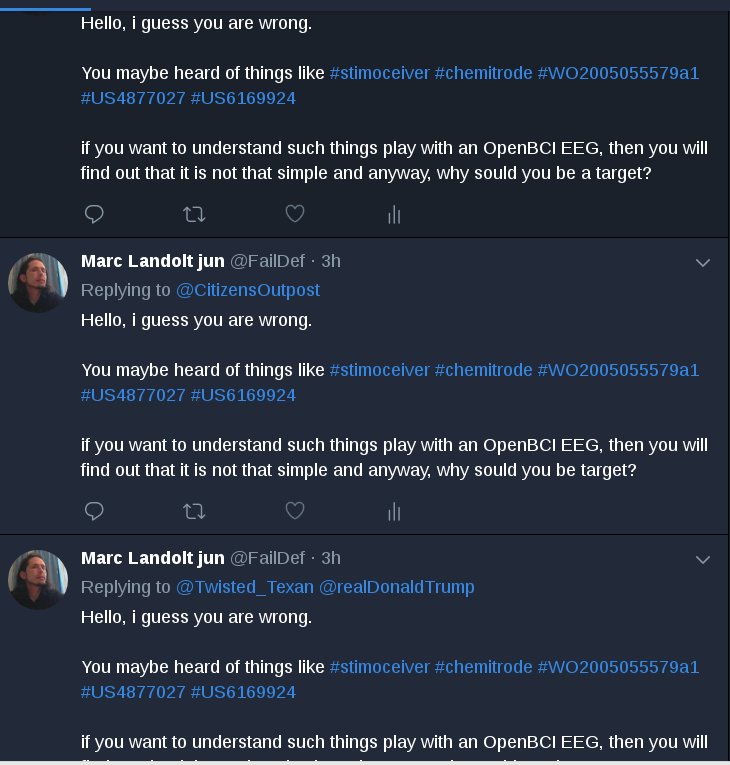 Hello, i guess you are wrong.
You maybe heard of things like #stimoceiver #chemitrode #WO2005055579a1
#US4877027 #US6169924
if you want to understand such things play with an OpenBCI EEG, then you will
find out that it is not that simple and anyway, why sould you be a target?
Marc Landolt jun @FailDef · 3h
Replying to @CitizensOutpost
Hello, i guess you are wrong.
You maybe heard of things like #stimoceiver #chemitrode #WO2005055579a1
#US4877027 #US6169924
if you want to understand such things play with an OpenBCI EEG, then you will
find out that it is not that simple and anyway, why sould you be target?
Marc Landolt jun @FailDef · 3h
Replying to @Twisted_Texan @realDonaldTrump
Hello, i guess you are wrong.
You maybe heard of things like #stimoceiver #chemitrode #WO2005055579a1
#US4877027 #US6169924
if you want to understand such things play with an OpenBCI EEG, then you will